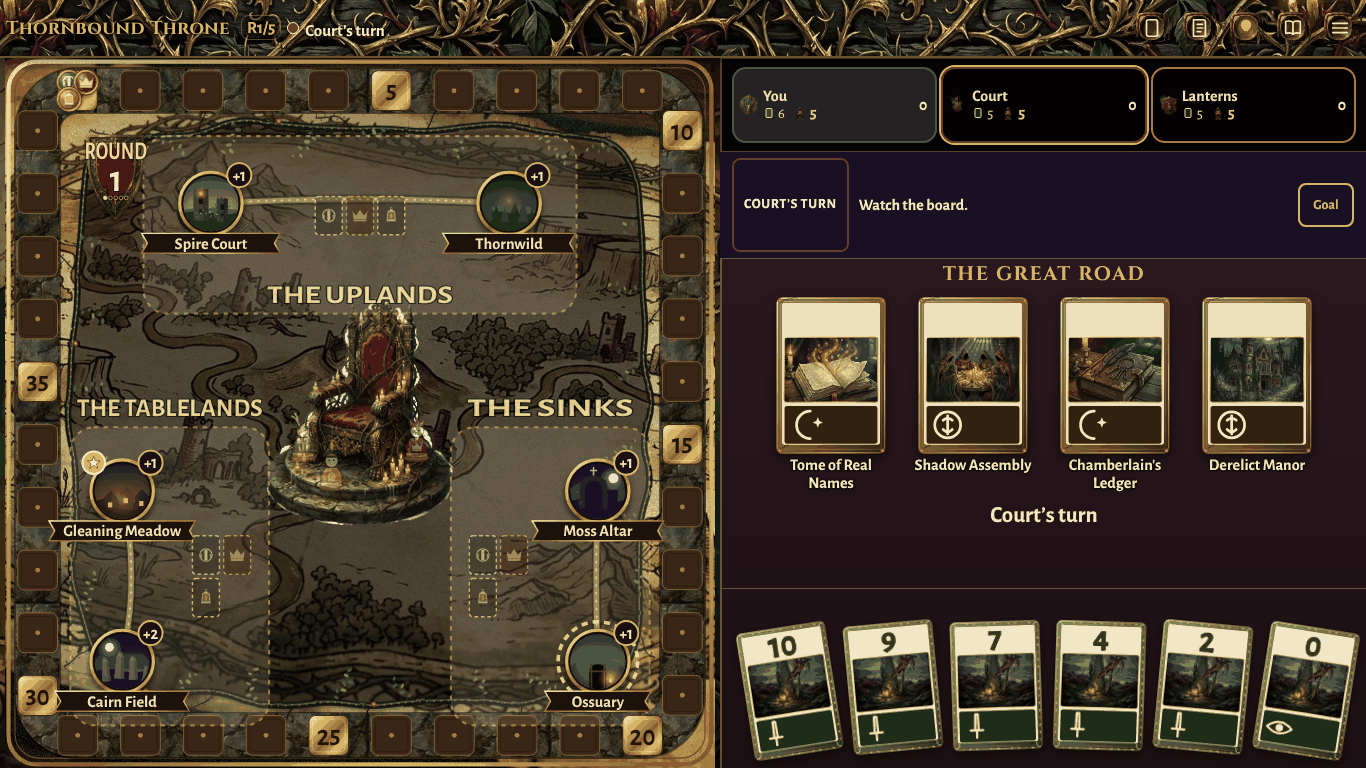 THORNBOUND THRONE R1/5 Court's turn
5
10
35
15
30
25
20
ROUND
1
+1
+1
Spire Court
Thornwild
THE UPLANDS
THE TABLELANDS
THE SINKS
+1
+1
Gleaning Meadow
Moss Altar
+2
+1
Cairn Field
Ossuary
You
6 5
0
Court
5 5
0
Lanterns
5 5
0
COURT'S TURN
Watch the board.
Goal
THE GREAT ROAD
Tome of Real
Names
Shadow Assembly
Chamberlain's
Ledger
Derelict Manor
Court's turn
10
9
7
4
2
0